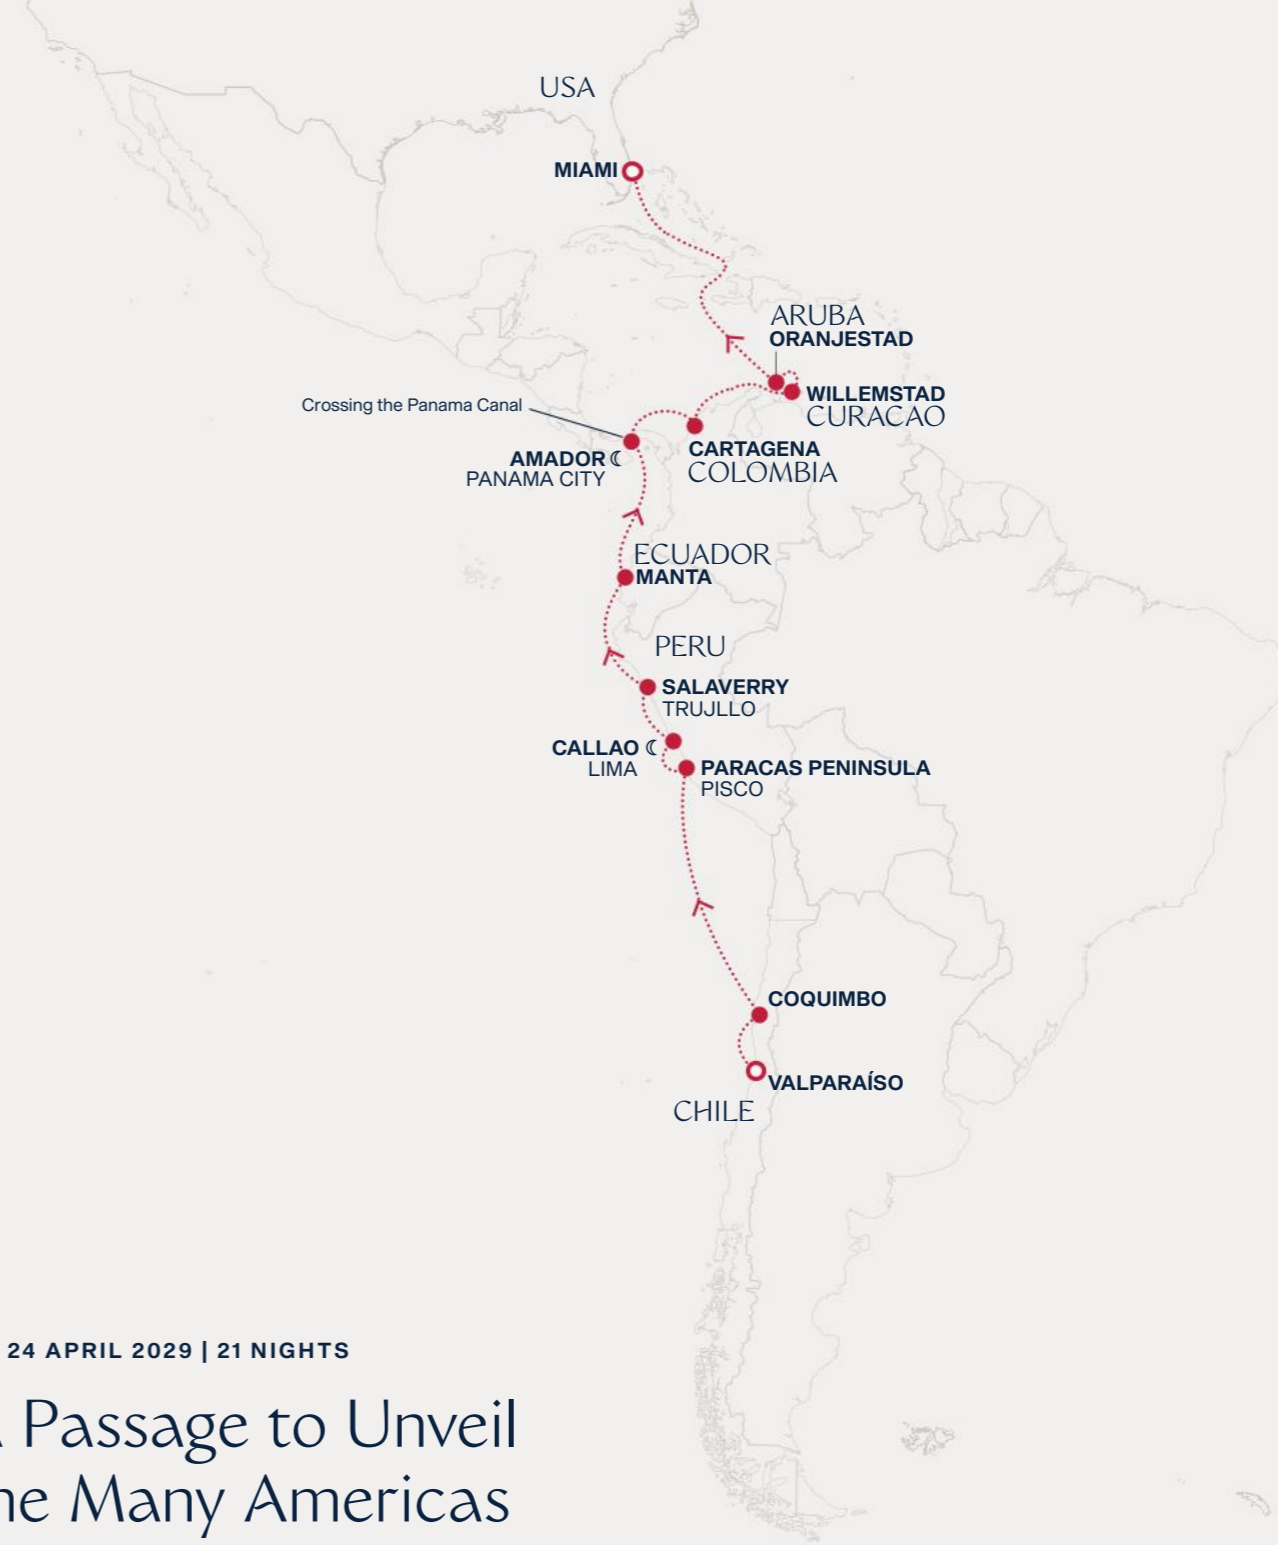 USA
MIAMI
ARUBA
ORANJESTAD
WILLEMSTAD
CURACAO
Crossing the Panama Canal
AMADOR
PANAMA CITY
CARTAGENA
COLOMBIA
ECUADOR
MANTA
PERU
SALAVERRY
TRUJLLO
CALLAO
LIMA
PARACAS PENINSULA
PISCO
COQUIMBO
VALPARAÍSO
CHILE
24 APRIL 2029 | 21 NIGHTS
Passage to Unveil
Many Americas